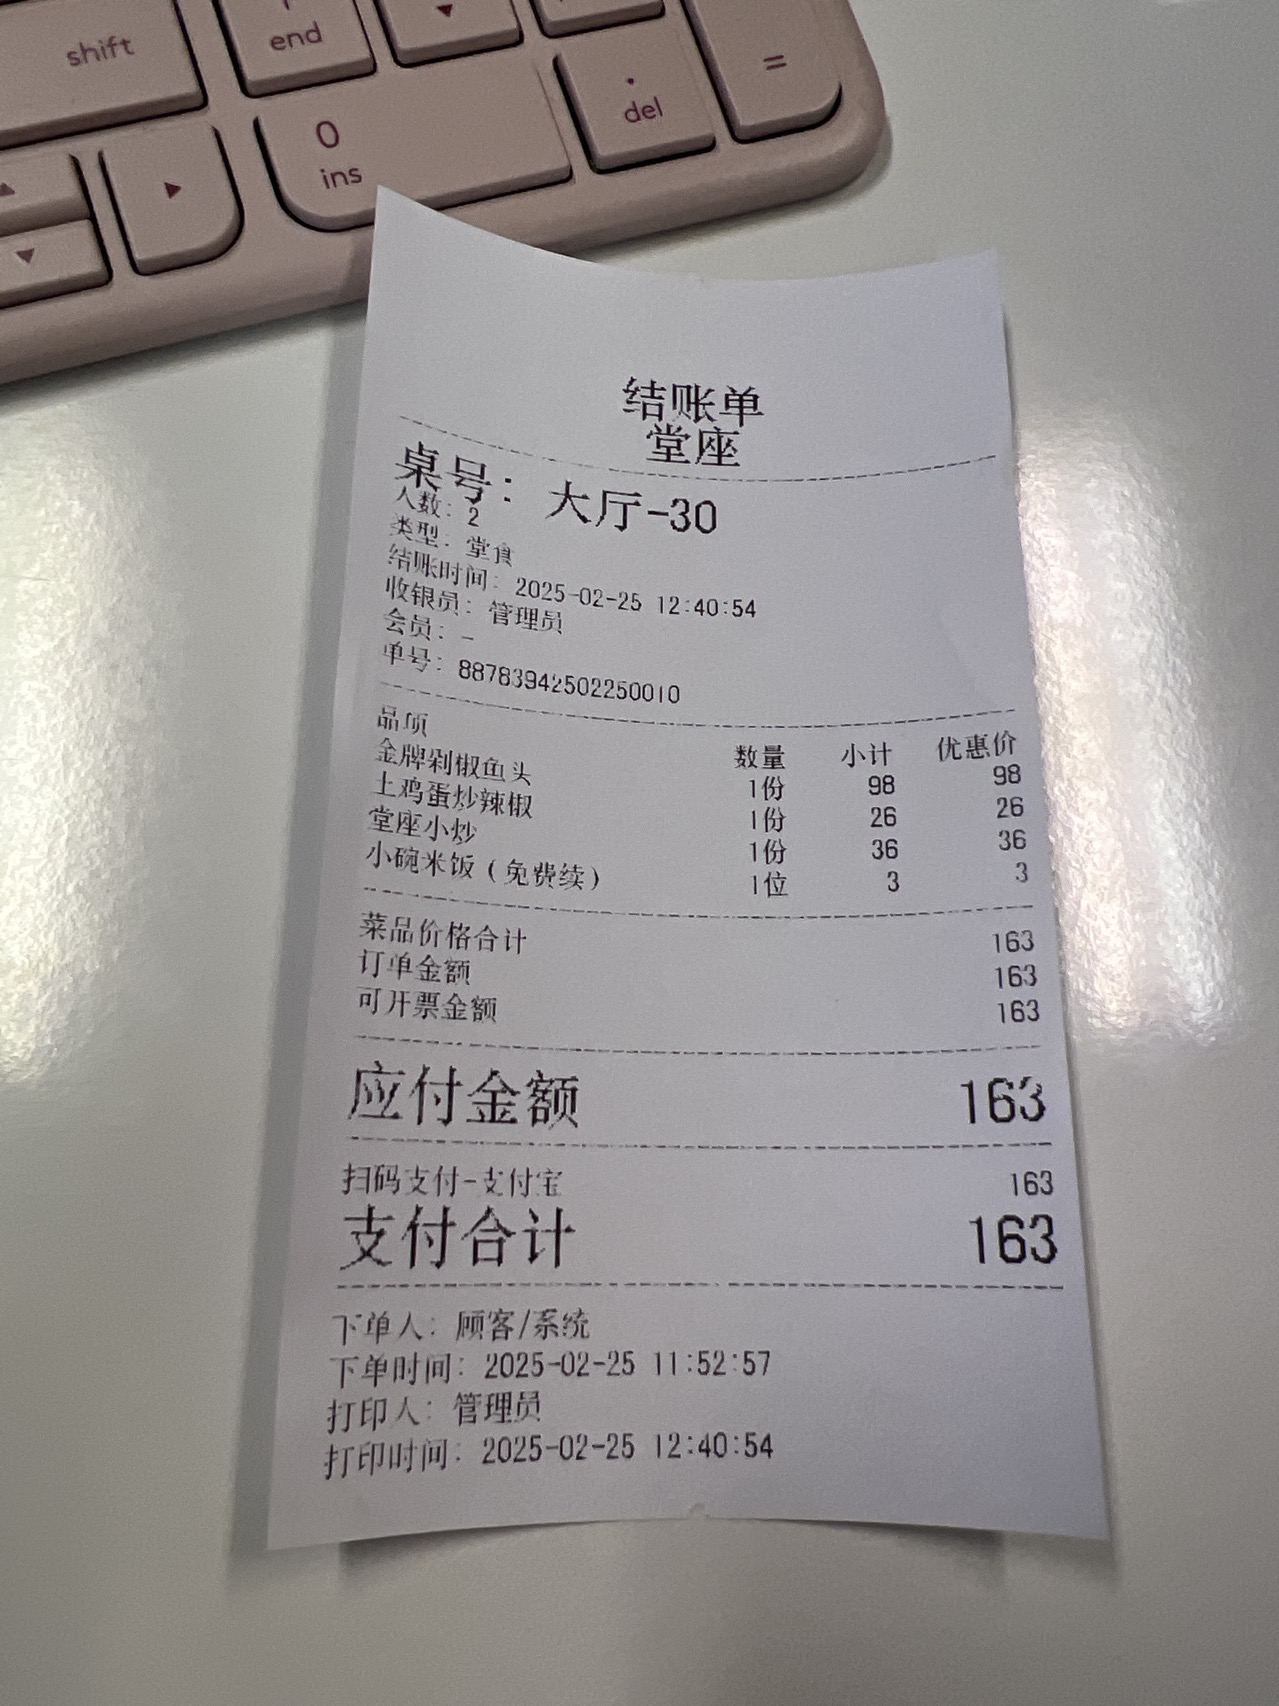 shift
end
0
ins
del
=
结账单
堂座
桌号: 大厅-30
人数: 2
类型: 堂食
结账时间: 2025-02-25 12:40:54
收银员: 管理员
会员: -
单号: 88783942502250010
品项 数量 小计 优惠价
金牌剁椒鱼头 1份 98 98
土鸡蛋炒辣椒 1份 26 26
堂座小炒 1份 36 36
小碗米饭（免费续） 1位 3 3
菜品价格合计 163
订单金额 163
可开票金额 163
应付金额 163
扫码支付-支付宝 163
支付合计 163
下单人: 顾客/系统
下单时间: 2025-02-25 11:52:57
打印人: 管理员
打印时间: 2025-02-25 12:40:54